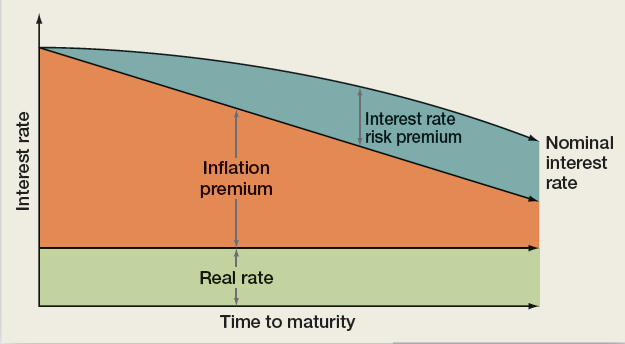 Interest rate
Interest rate
risk premium
Nominal
interest
rate
Inflation
premium
Real rate
Time to maturity